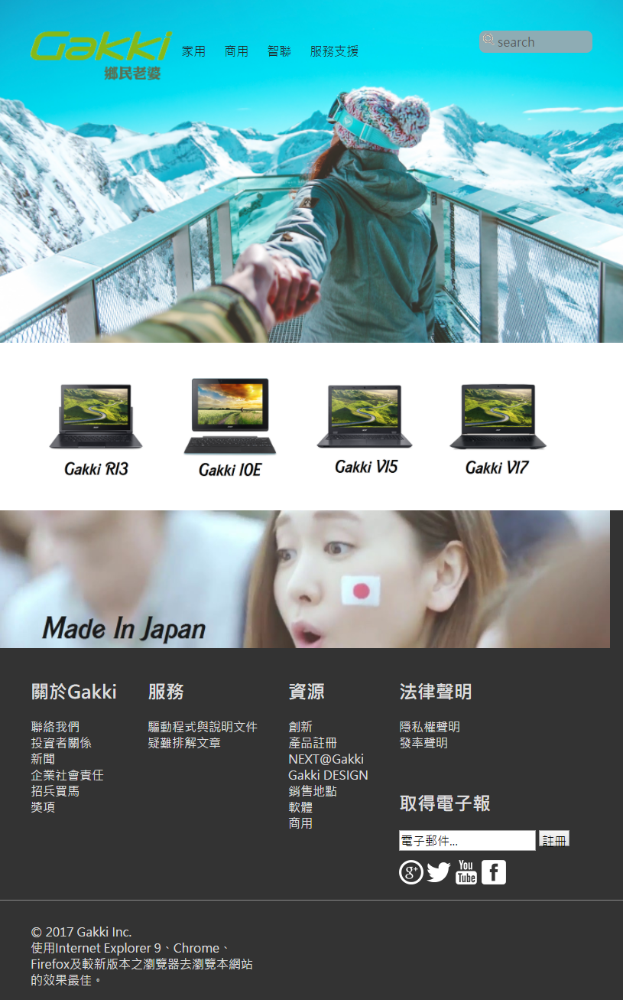 Gakki
鄉民老婆
家用 商用 智聯 服務支援
search
Gakki R13
Gakki 10E
Gakki V15
Gakki V17
Made In Japan
關於Gakki
聯絡我們
投資者關係
新聞
企業社會責任
招兵買馬
獎項
服務
驅動程式與說明文件
疑難排解文章
資源
創新
產品註冊
NEXT@Gakki
Gakki DESIGN
銷售地點
軟體
商用
法律聲明
隱私權聲明
發率聲明
取得電子報
電子郵件... 註冊
g+
You
Tube
f
© 2017 Gakki Inc.
使用Internet Explorer 9、Chrome、
Firefox及較新版本之瀏覽器去瀏覽本網站
的效果最佳。